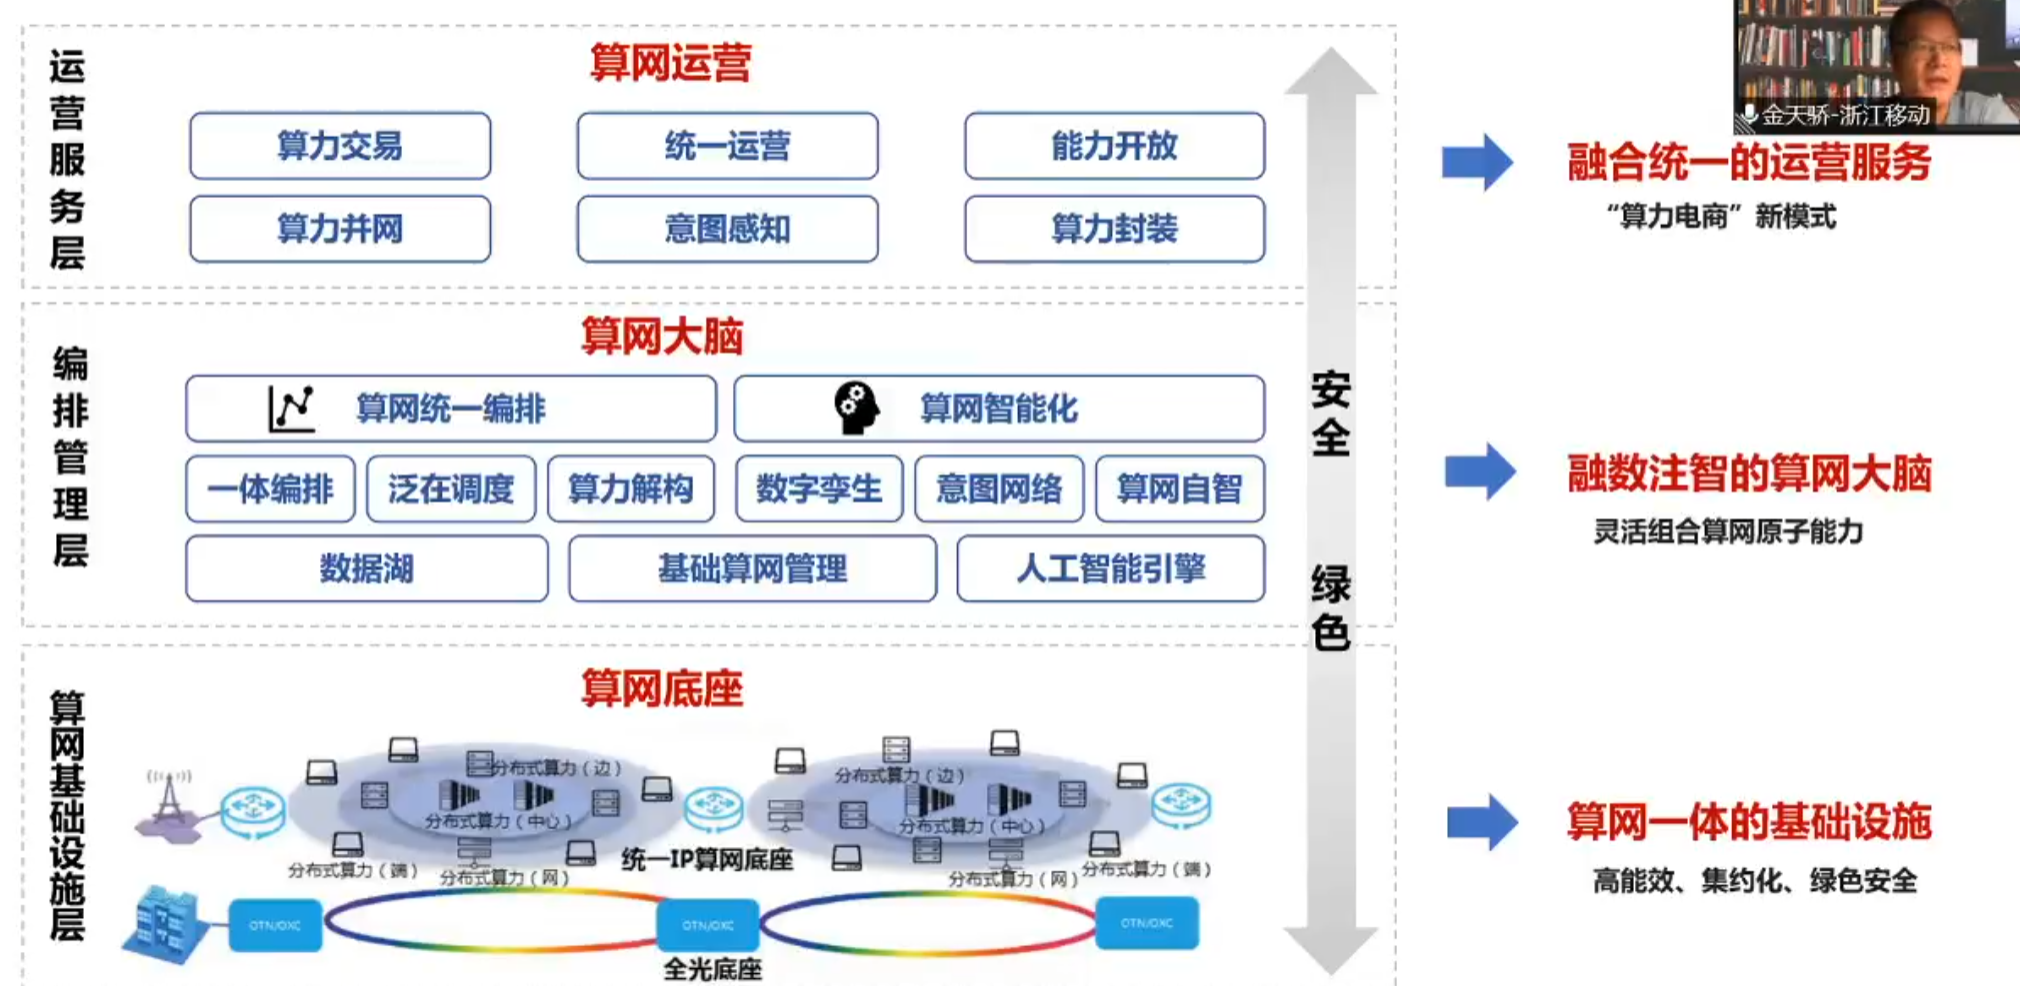 金天骄-浙江移动
运营服务层
算网运营
算力交易
统一运营
能力开放
算力并网
意图感知
算力封装
融合统一的运营服务
“算力电商”新模式
编排管理层
算网大脑
算网统一编排
算网智能化
一体编排
泛在调度
算力解构
数字孪生
意图网络
算网自智
数据湖
基础算网管理
人工智能引擎
安全
绿色
融数注智的算网大脑
灵活组合算网原子能力
算网基础设施层
算网底座
分布式算力（边）
分布式算力（中心）
分布式算力（端）
分布式算力（网）
统一IP算网底座
分布式算力（边）
分布式算力（中心）
分布式算力（网）
分布式算力（端）
OTN/OXC
OTN/OXC
OTN/OXC
全光底座
算网一体的基础设施
高能效、集约化、绿色安全